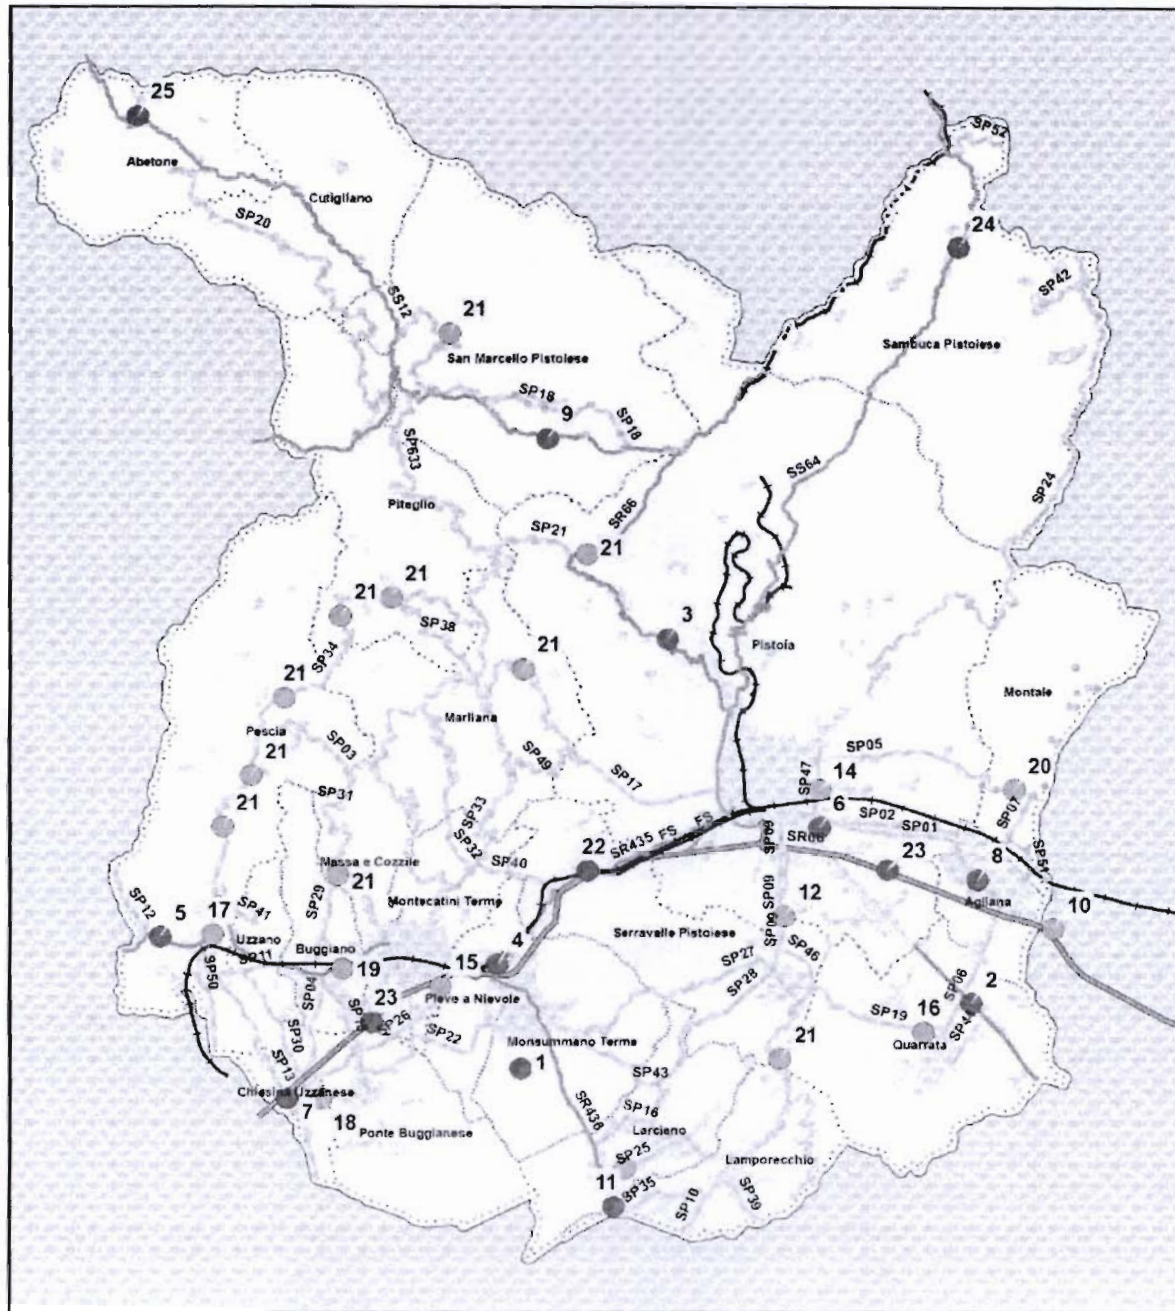 25
SP52
Abetone
Cutigliano
SP20
24
SP42
SS12
21
Sambuca Pistoiese
San Marcello Pistoiese
SP18
9
SP18
SP633
SS64
SP24
Piteglio
SR66
SP21
21
21
21
3
SP38
Pistoia
SP34
21
21
Montale
Marliana
Pescia
SP03
SP05
SP49
21
SP47
14
20
SP17
SP31
21
6
SP07
SP33
SP02
SP01
FS
FS
SR435
SP09
SR66
22
SP32
SP40
23
8
SP51
Massa e Cozzile
21
SP29
Montecatini Terme
SP09
Agliana
12
10
SP12
5
17
SP41
Uzzano
SP11
Buggiano
4
Serravalle Pistoiese
SP09
SP46
SP27
SP50
SP04
19
15
SP28
SP06
2
Pieve a Nievole
23
SP26
SP22
SP19
16
SP44
SP30
Quarrata
21
Monsummano Terme
SP13
1
SP43
Chiesina Uzzanese
7
18
Ponte Buggianese
SR436
SP16
Larciano
SP25
Lamporecchio
11
SP35
SP10
SP39